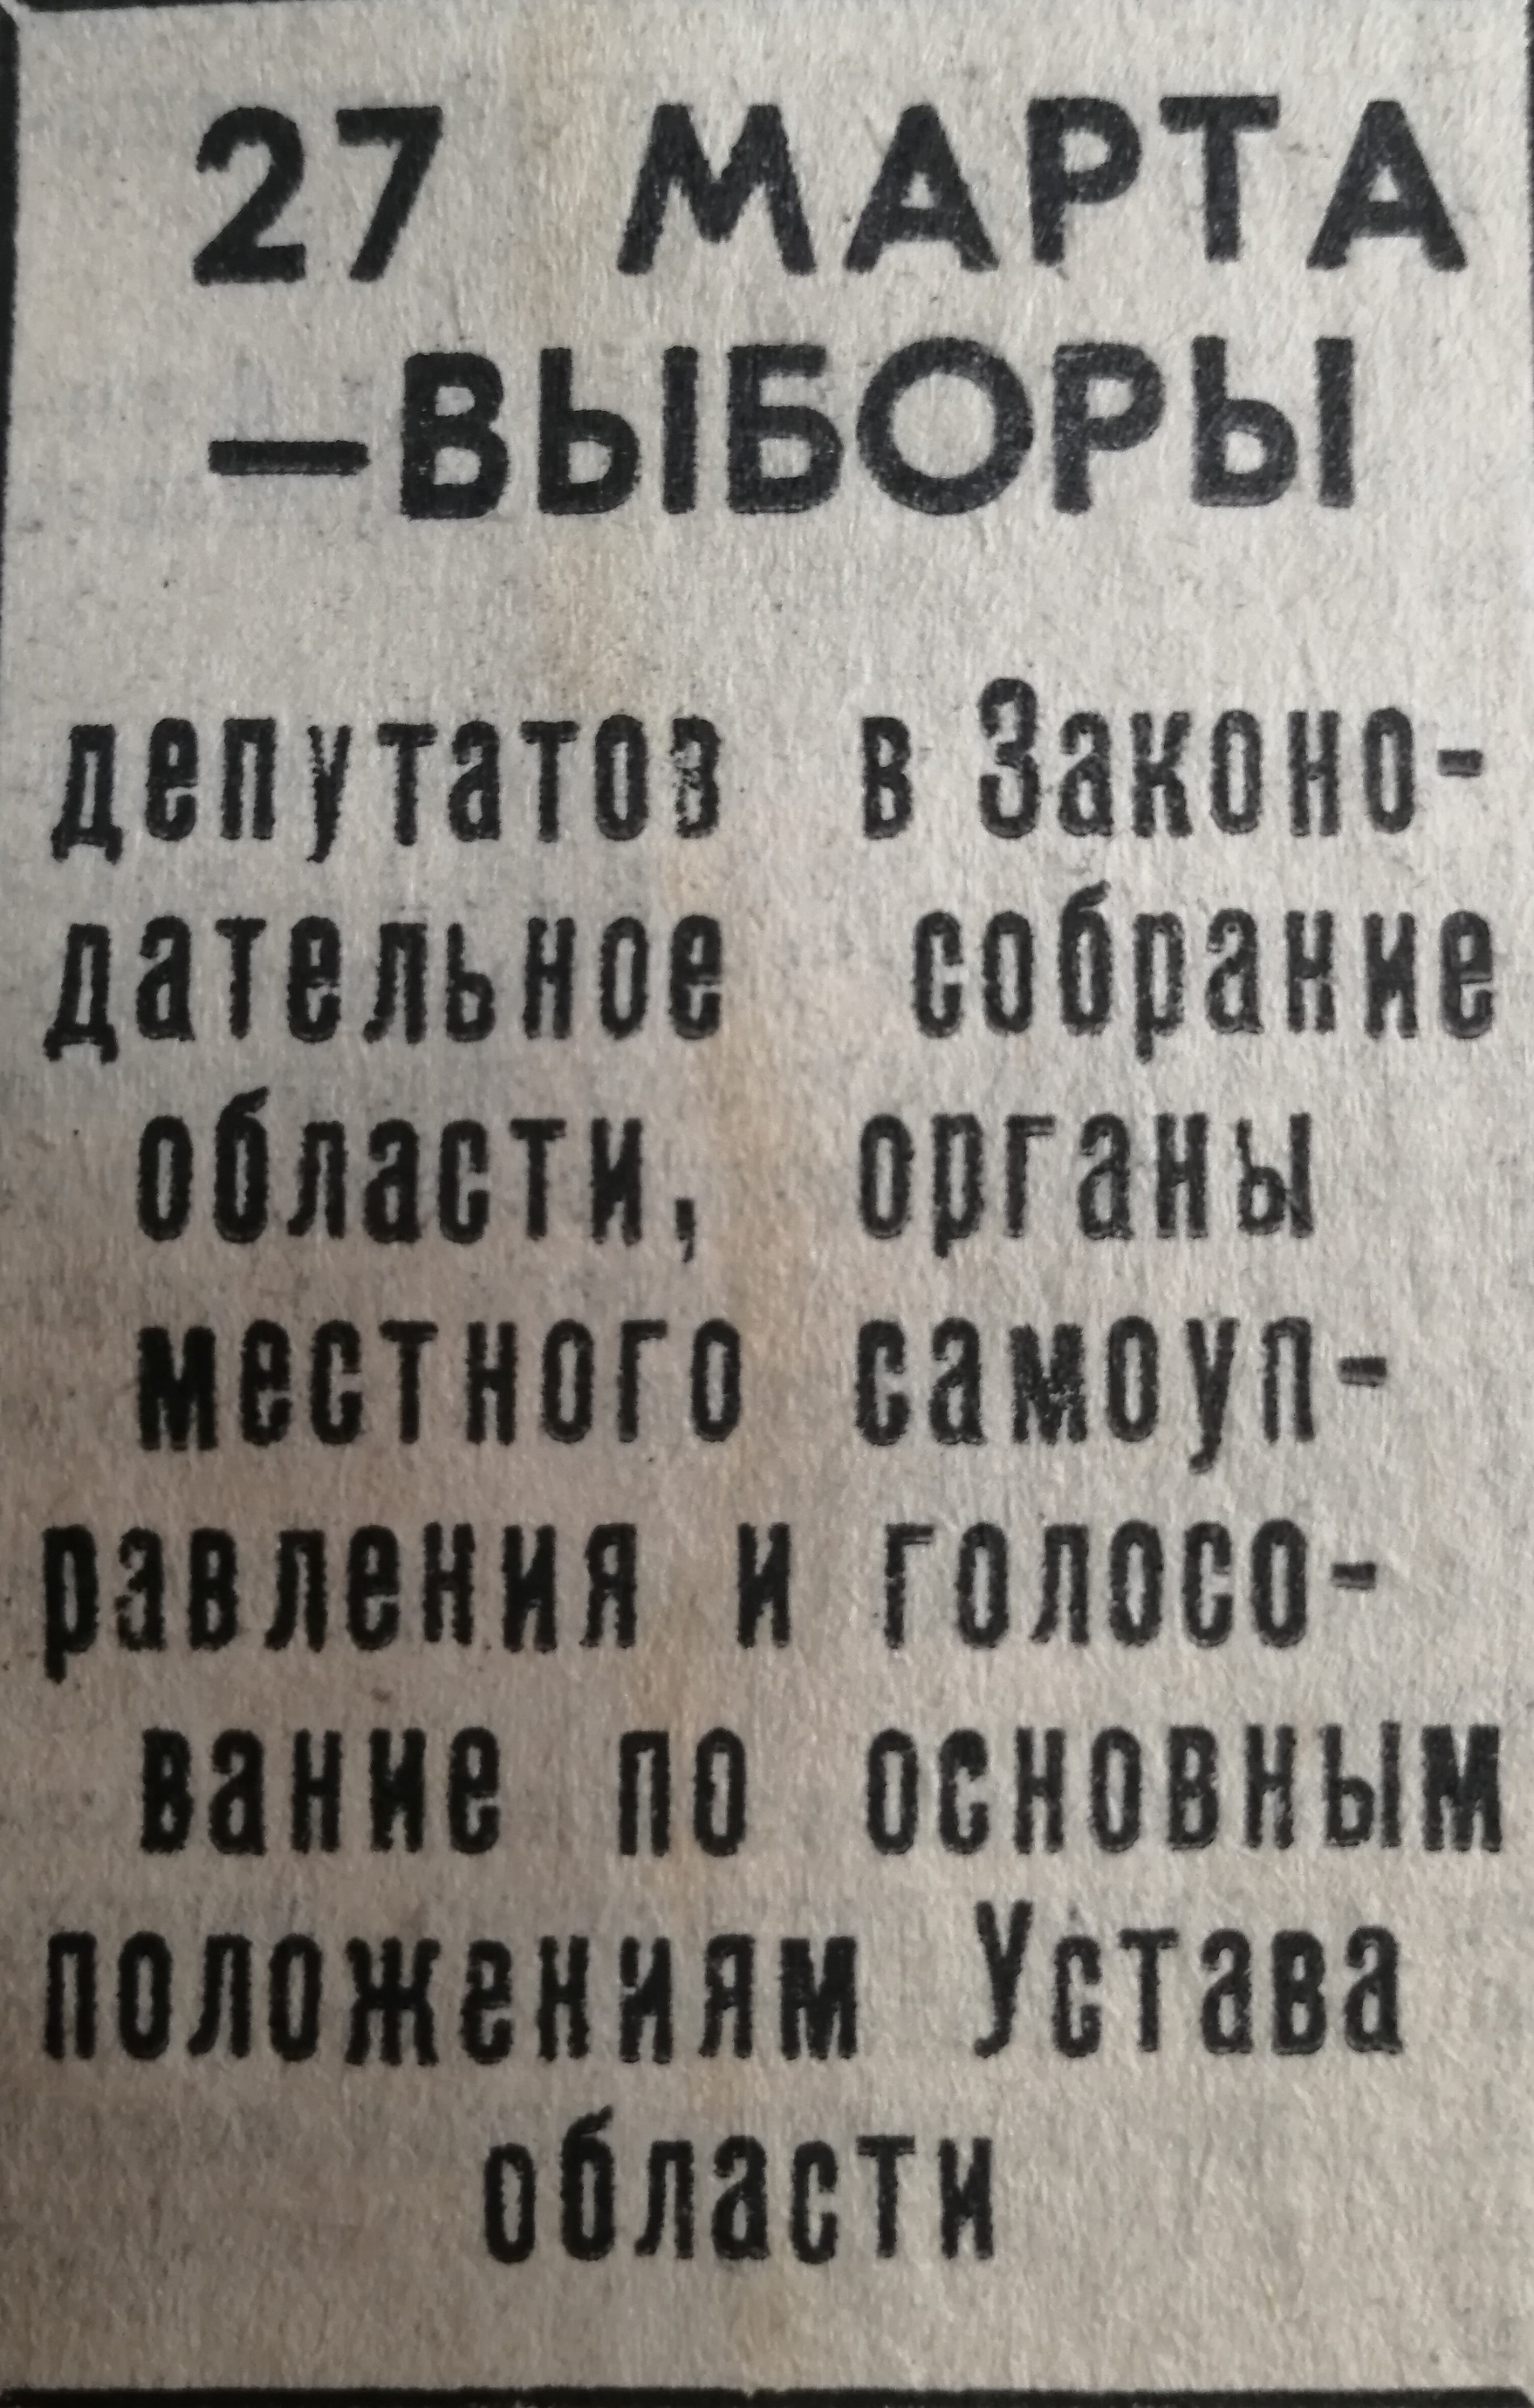 27 МАРТА
—ВЫБОРЫ
депутатов в Законо-
дательное собрание
области, органы
местного самоуп-
равления и голосо-
вание по основным
положениям Устава
области